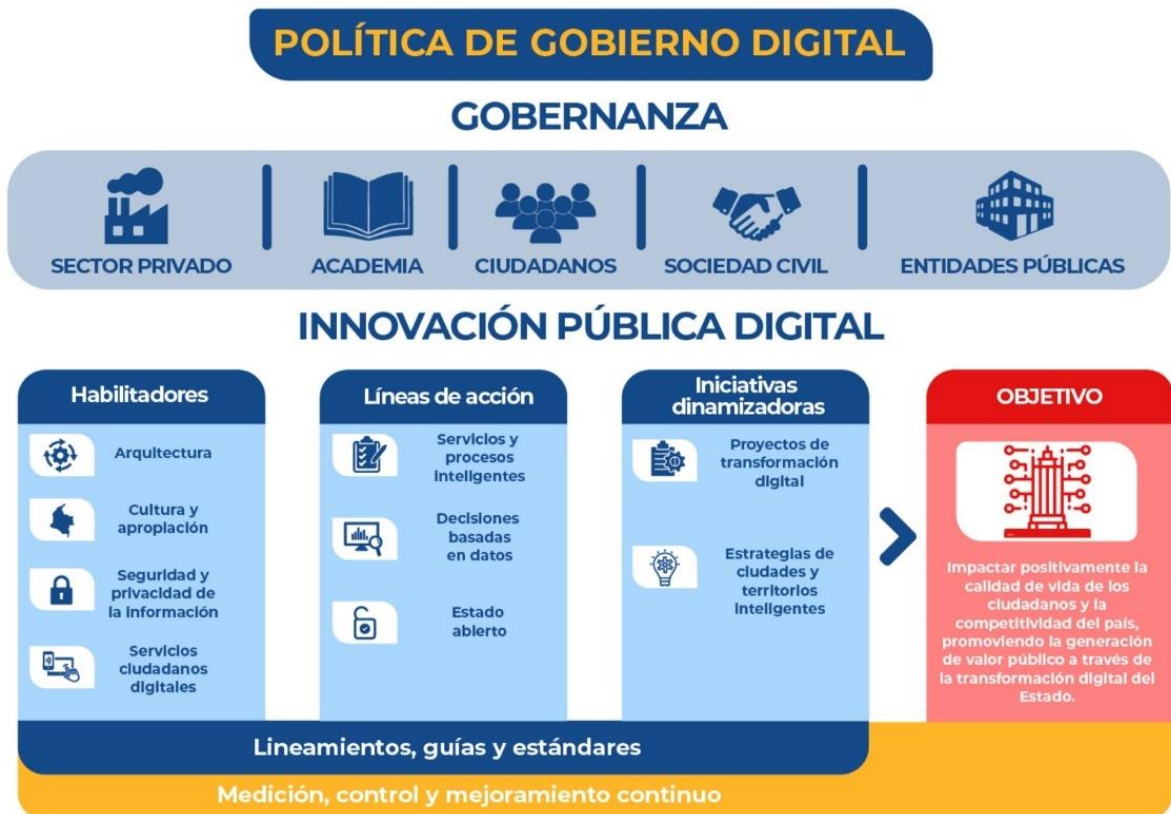 POLÍTICA DE GOBIERNO DIGITAL
GOBERNANZA
SECTOR PRIVADO
ACADEMIA
CIUDADANOS
SOCIEDAD CIVIL
ENTIDADES PÚBLICAS
INNOVACIÓN PÚBLICA DIGITAL
Habilitadores
Arquitectura
Cultura y
apropiación
Seguridad y
privacidad de
la información
Servicios
ciudadanos
digitales
Líneas de acción
Servicios y
procesos
inteligentes
Decisiones
basadas
en datos
Estado
abierto
Iniciativas
dinamizadoras
Proyectos de
transformación
digital
Estrategias de
ciudades y
territorios
inteligentes
OBJETIVO
Impactar positivamente la
calidad de vida de los
ciudadanos y la
competitividad del país,
promoviendo la generación
de valor público a través de
la transformación digital del
Estado.
Lineamientos, guías y estándares
Medición, control y mejoramiento continuo